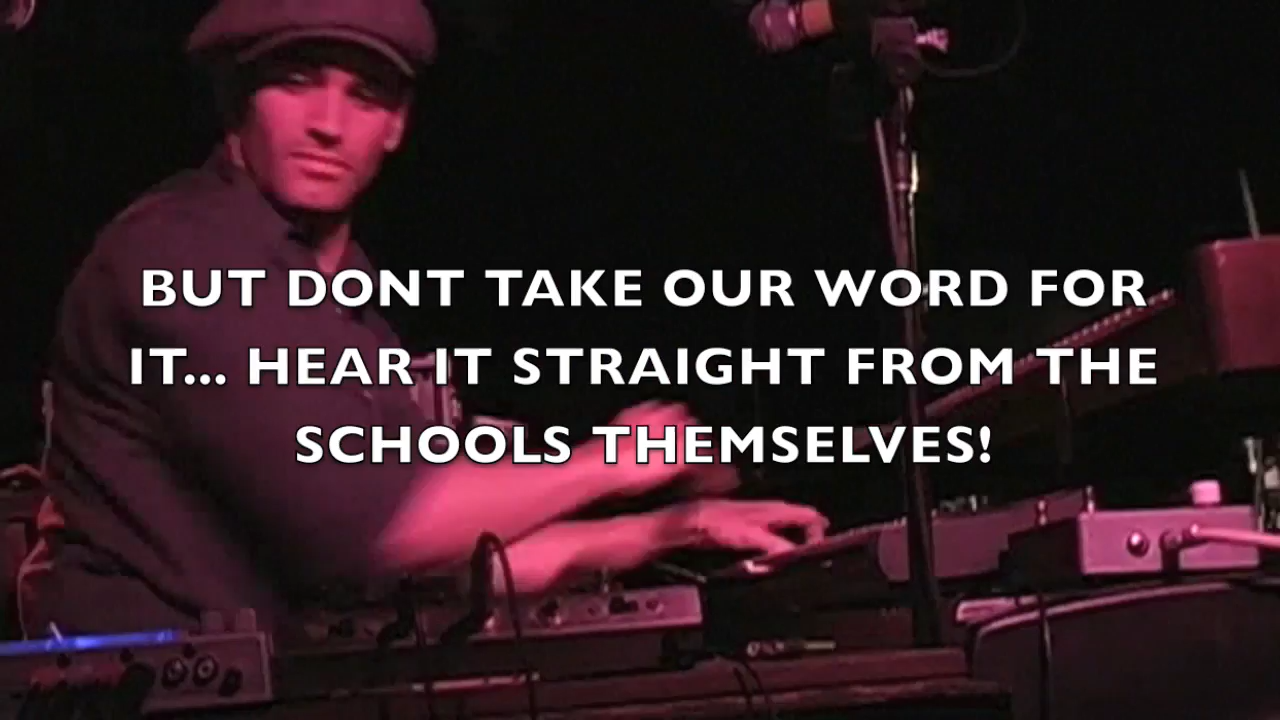 BUT DONT TAKE OUR WORD FOR
IT... HEAR IT STRAIGHT FROM THE
SCHOOLS THEMSELVES!